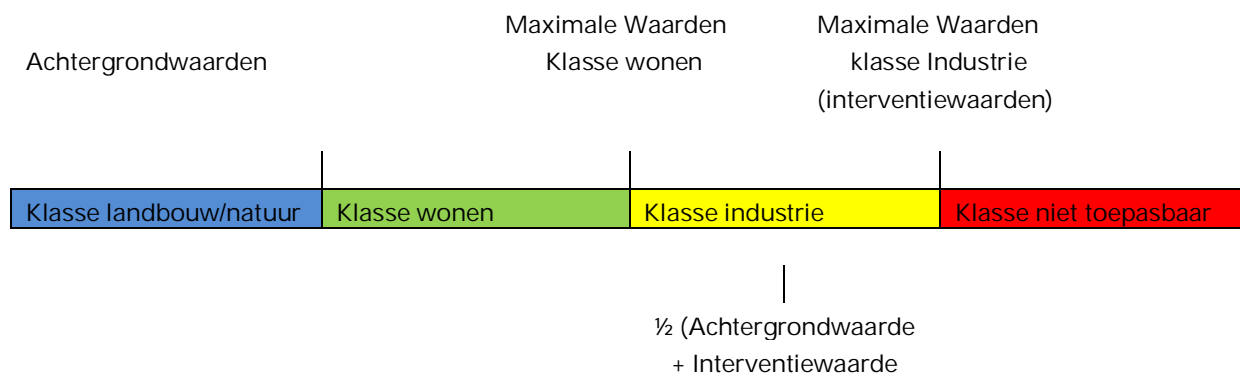 Achtergrondwaarden
Maximale Waarden
Klasse wonen
Maximale Waarden
klasse Industrie
(interventiewaarden)
Klasse landbouw/natuur
Klasse wonen
Klasse industrie
Klasse niet toepasbaar
½ (Achtergrondwaarde
+ Interventiewaarde